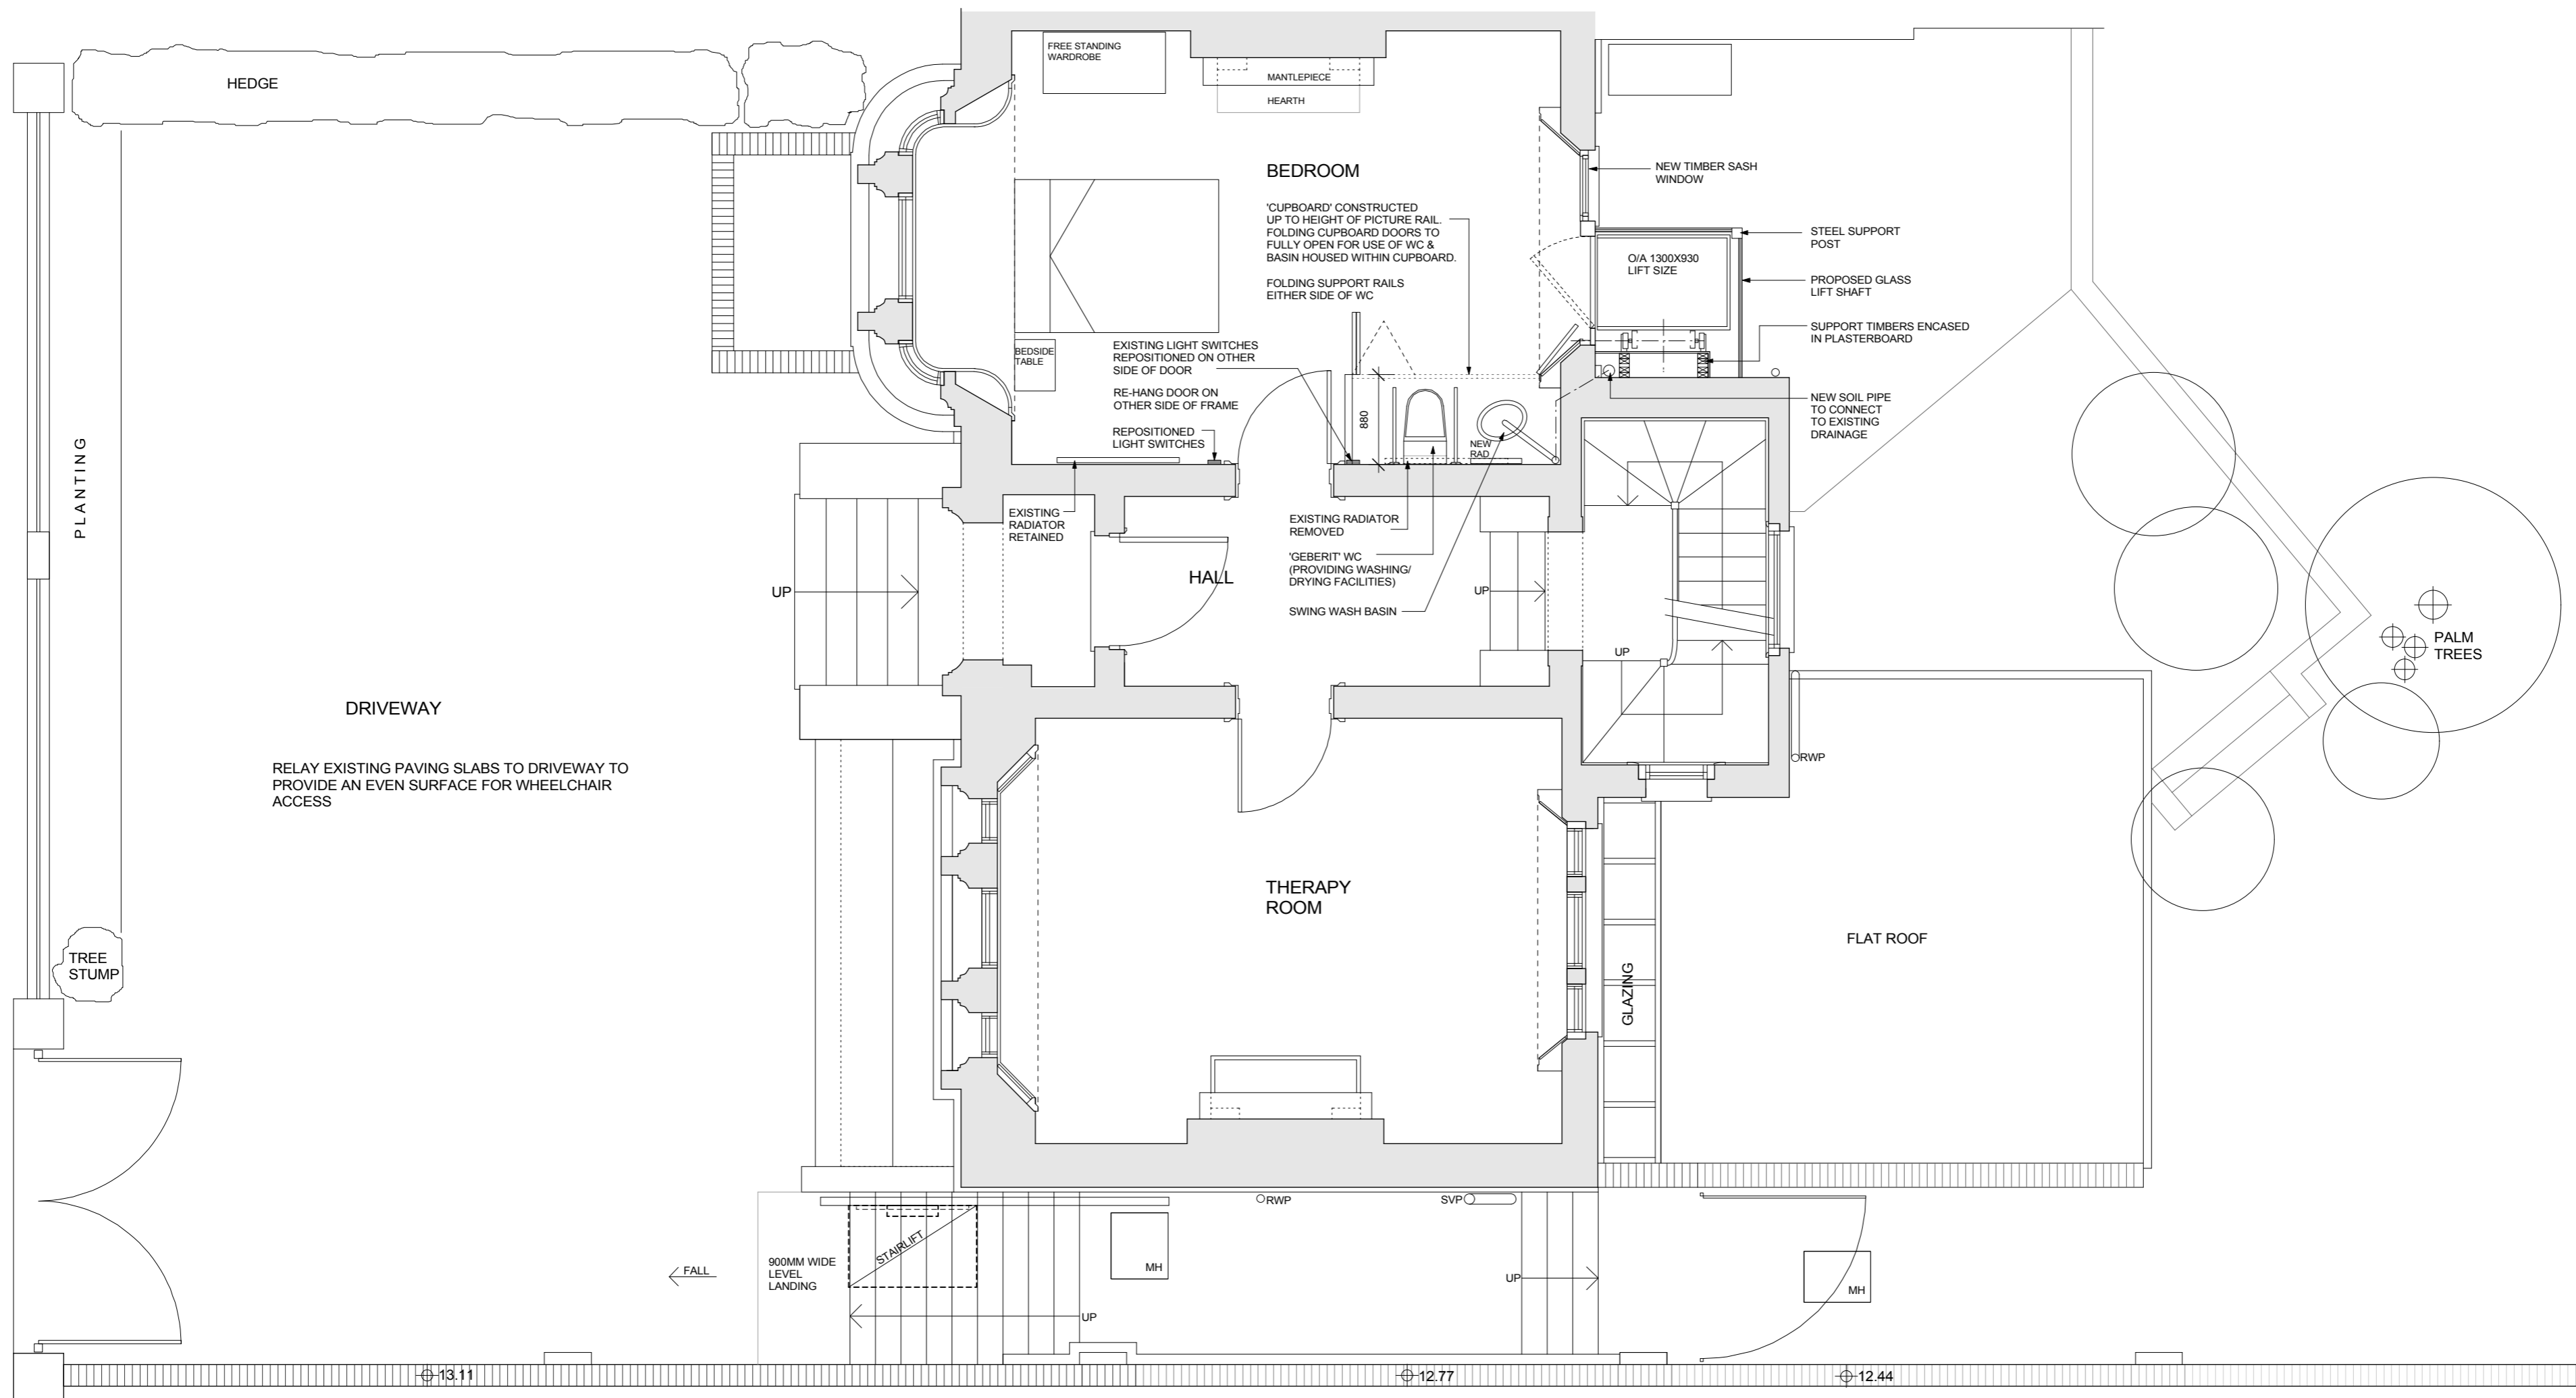 HEDGE
FREE STANDING
WARDROBE
MANTLEPIECE
HEARTH
BEDROOM
NEW TIMBER SASH
WINDOW
'CUPBOARD' CONSTRUCTED
UP TO HEIGHT OF PICTURE RAIL.
FOLDING CUPBOARD DOORS TO
FULLY OPEN FOR USE OF WC &
BASIN HOUSED WITHIN CUPBOARD.
FOLDING SUPPORT RAILS
EITHER SIDE OF WC
O/A 1300X930
LIFT SIZE
STEEL SUPPORT
POST
PROPOSED GLASS
LIFT SHAFT
SUPPORT TIMBERS ENCASED
IN PLASTERBOARD
BEDSIDE
TABLE
EXISTING LIGHT SWITCHES
REPOSITIONED ON OTHER
SIDE OF DOOR
RE-HANG DOOR ON
OTHER SIDE OF FRAME
REPOSITIONED
LIGHT SWITCHES
880
NEW
RAD
NEW SOIL PIPE
TO CONNECT
TO EXISTING
DRAINAGE
PLANTING
EXISTING
RADIATOR
RETAINED
EXISTING RADIATOR
REMOVED
'GEBERIT' WC
(PROVIDING WASHING/
DRYING FACILITIES)
SWING WASH BASIN
HALL
UP
UP
UP
PALM
TREES
DRIVEWAY
RELAY EXISTING PAVING SLABS TO DRIVEWAY TO
PROVIDE AN EVEN SURFACE FOR WHEELCHAIR
ACCESS
RWP
THERAPY
ROOM
FLAT ROOF
GLAZING
TREE
STUMP
RWP
SVP
STAIRLIFT
900MM WIDE
LEVEL
LANDING
FALL
MH
UP
MH
UP
13.11
12.77
12.44